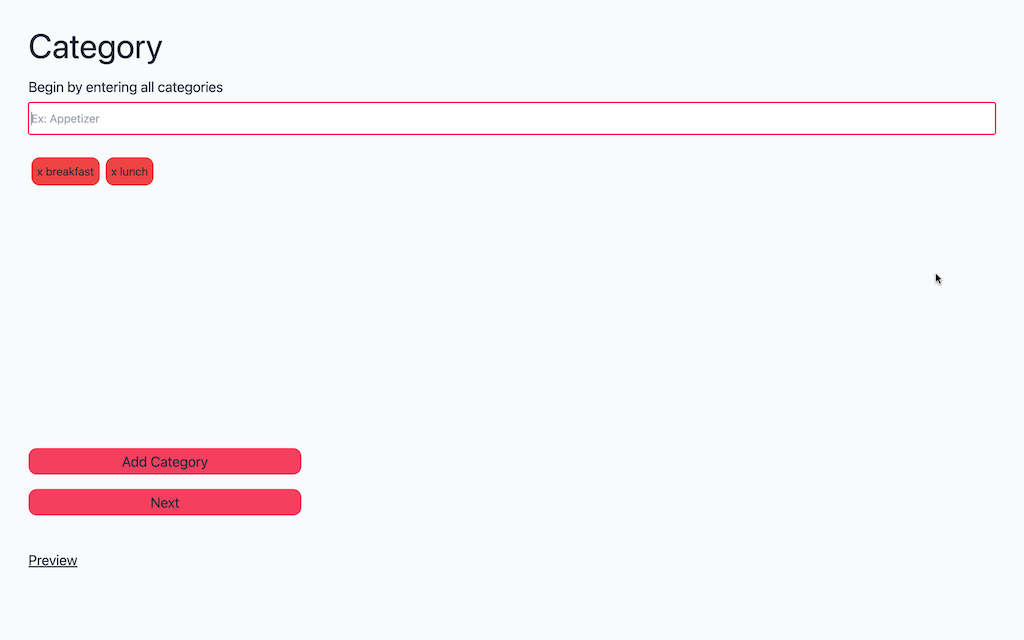 Category
Begin by entering all categories
Ex: Appetizer
x breakfast x lunch
Add Category
Next
Preview